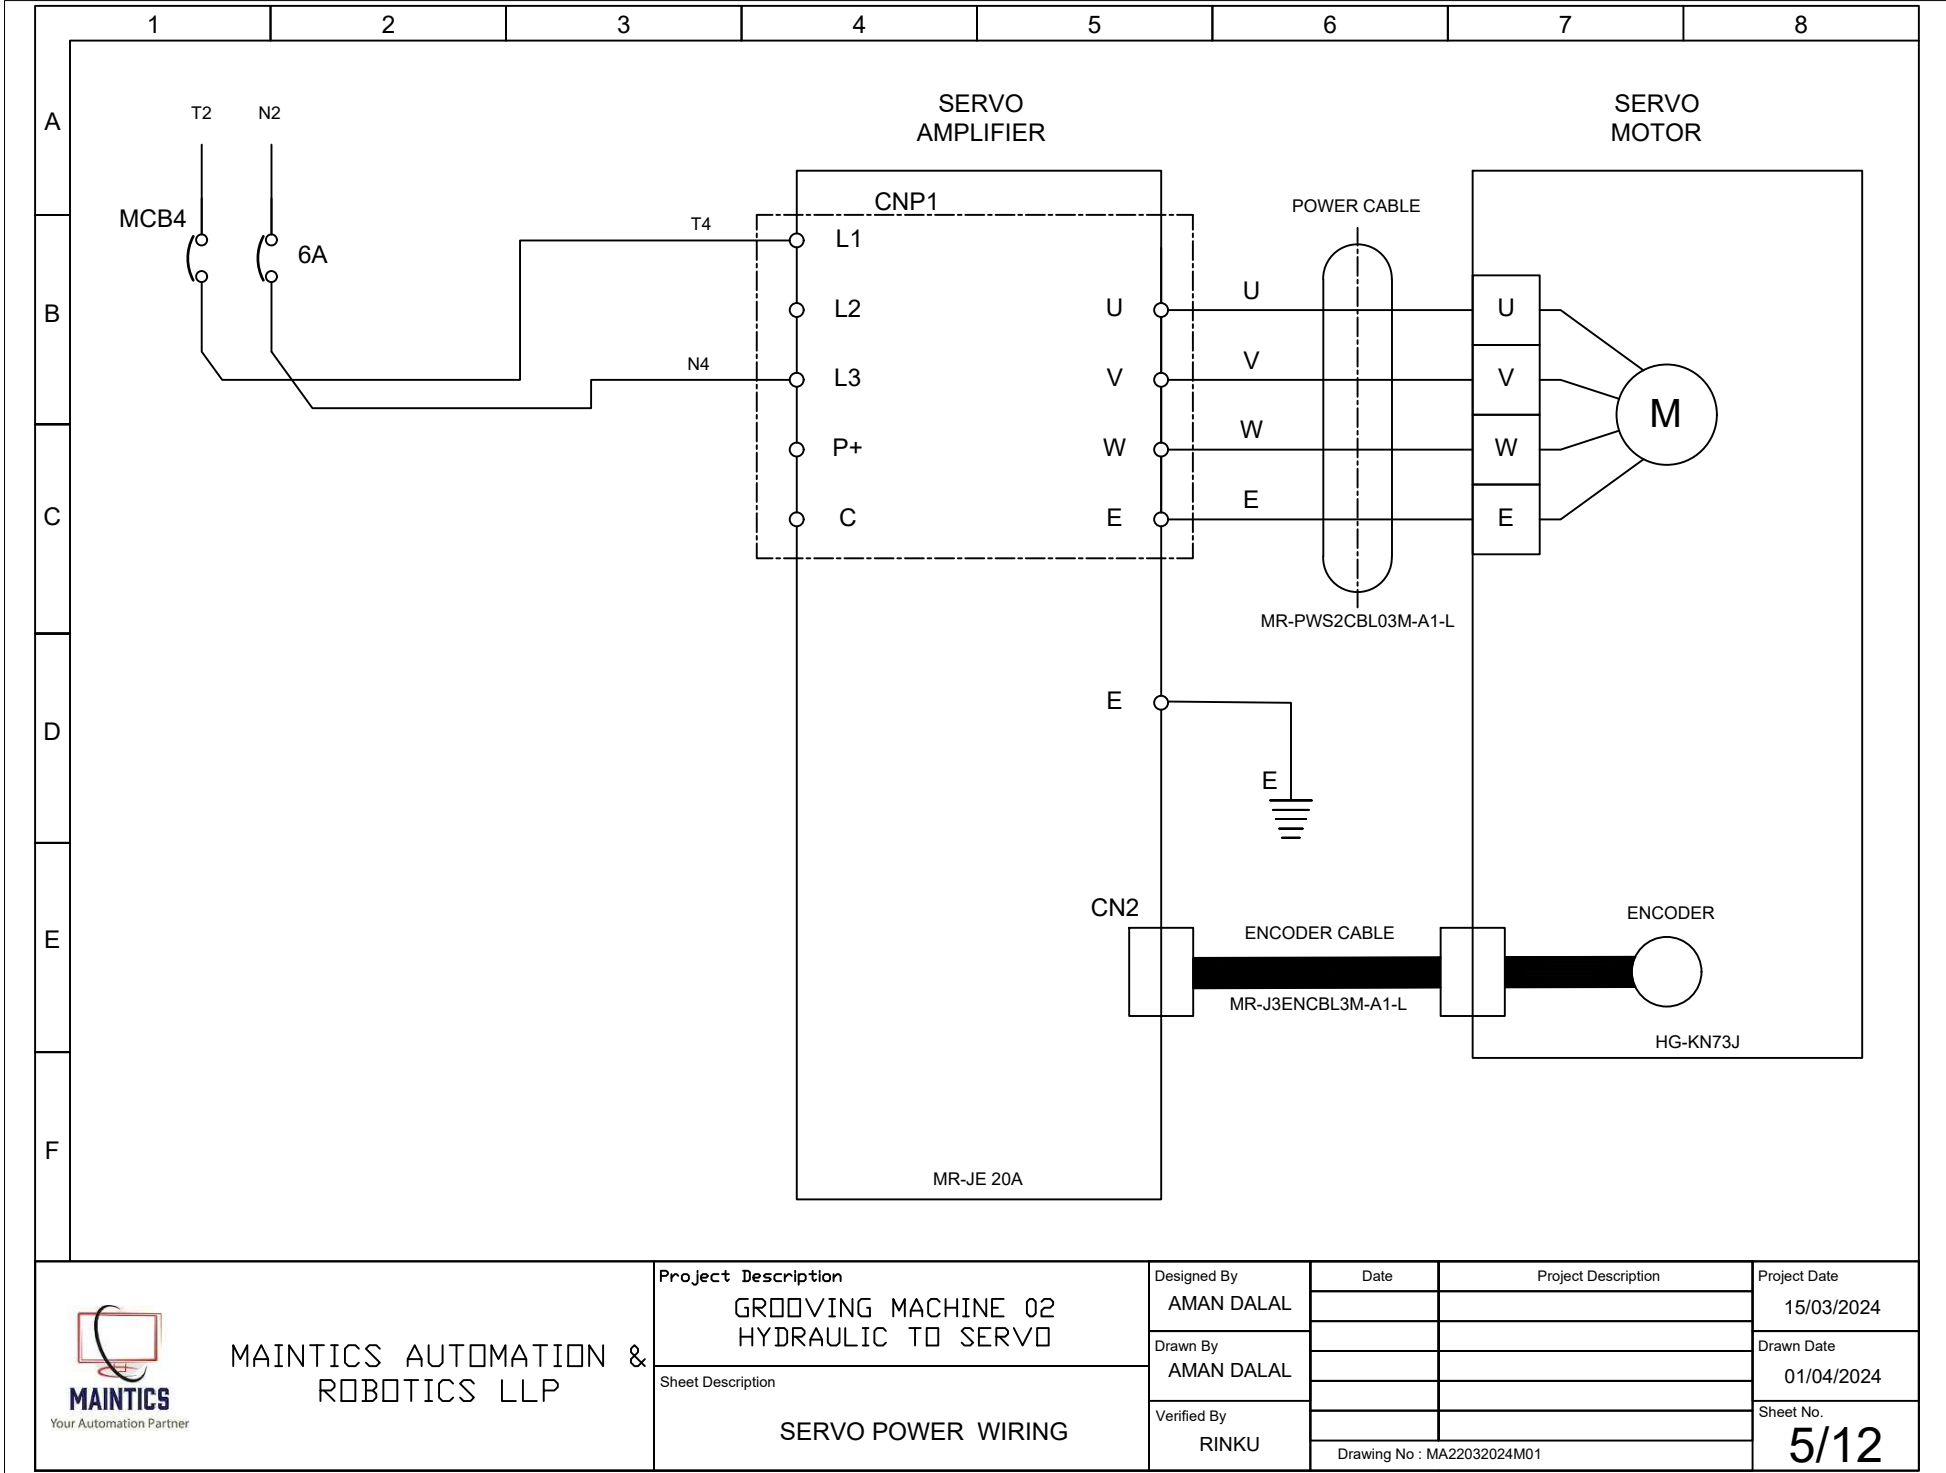 1 2 3 4 5 6 7 8
A
B
C
D
E
F
T2 N2
MCB4
6A
T4
N4
SERVO
AMPLIFIER
CNP1
L1
L2
L3
P+
C
U
V
W
E
E
U
V
W
E
POWER CABLE
MR-PWS2CBL03M-A1-L
SERVO
MOTOR
U
V
W
E
M
E
CN2
ENCODER CABLE
MR-J3ENCBL3M-A1-L
ENCODER
HG-KN73J
MR-JE 20A
MAINTICS
Your Automation Partner
MAINTICS AUTOMATION &
ROBOTICS LLP
Project Description
GROOVING MACHINE 02
HYDRAULIC TO SERVO
Sheet Description
SERVO POWER WIRING
Designed By
AMAN DALAL
Drawn By
AMAN DALAL
Verified By
RINKU
Date Project Description
Drawing No : MA22032024M01
Project Date
15/03/2024
Drawn Date
01/04/2024
Sheet No.
5/12